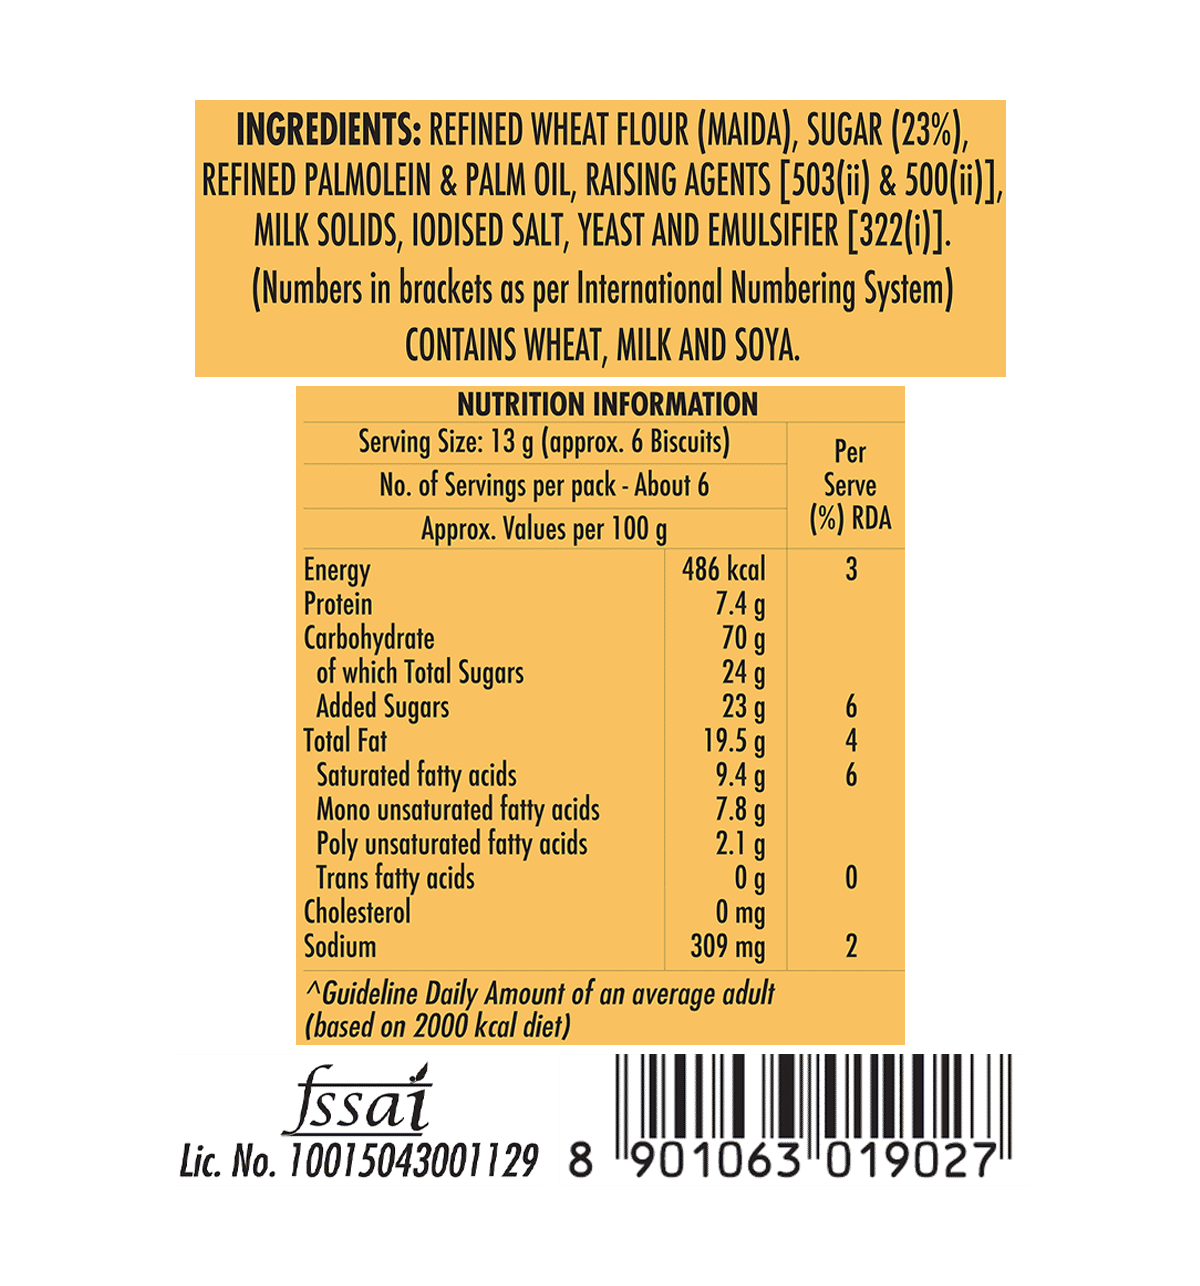 INGREDIENTS: REFINED WHEAT FLOUR (MAIDA), SUGAR (23%),
REFINED PALMOLEIN & PALM OIL, RAISING AGENTS [503(ii) & 500(ii)],
MILK SOLIDS, IODISED SALT, YEAST AND EMULSIFIER [322(i)].
(Numbers in brackets as per International Numbering System)
CONTAINS WHEAT, MILK AND SOYA.
NUTRITION INFORMATION
Serving Size: 13 g (approx. 6 Biscuits)
No. of Servings per pack - About 6
Approx. Values per 100 g
Per
Serve
(%) RDA
Energy 486 kcal 3
Protein 7.4 g
Carbohydrate 70 g
of which Total Sugars 24 g
Added Sugars 23 g 6
Total Fat 19.5 g 4
Saturated fatty acids 9.4 g 6
Mono unsaturated fatty acids 7.8 g
Poly unsaturated fatty acids 2.1 g
Trans fatty acids 0 g 0
Cholesterol 0 mg
Sodium 309 mg 2
^Guideline Daily Amount of an average adult
(based on 2000 kcal diet)
fssai
Lic. No. 10015043001129
8 901063 019027